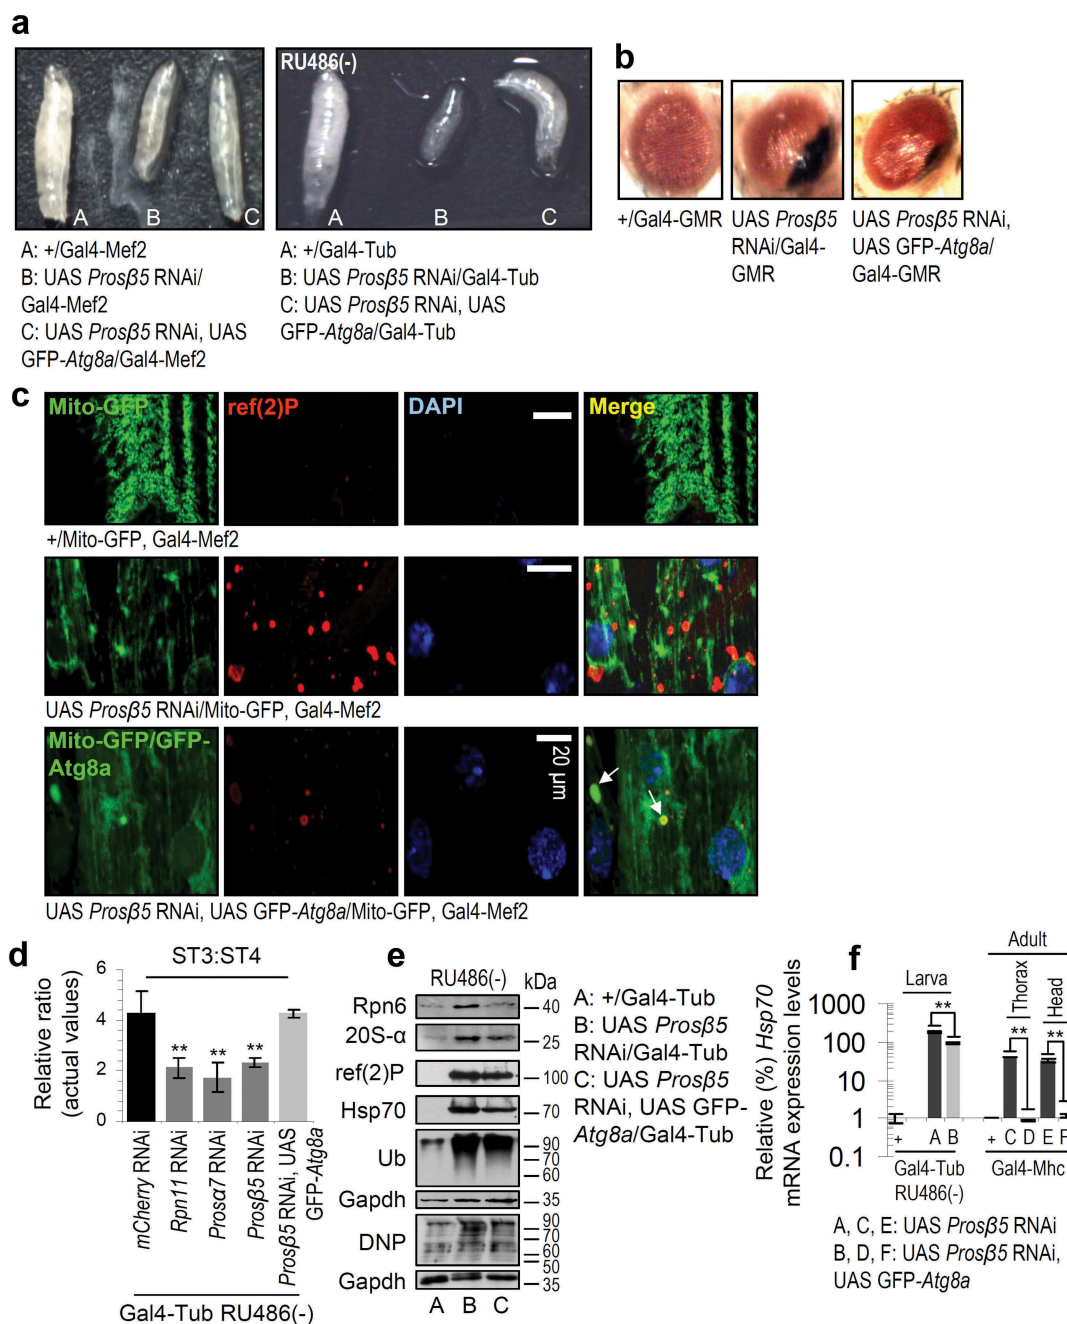 a
RU486(-)
A B C
A B C
A: +/Gal4-Mef2
B: UAS Prosβ5 RNAi/
Gal4-Mef2
C: UAS Prosβ5 RNAi, UAS
GFP-Atg8a/Gal4-Mef2
A: +/Gal4-Tub
B: UAS Prosβ5 RNAi/Gal4-Tub
C: UAS Prosβ5 RNAi, UAS
GFP-Atg8a/Gal4-Tub
b
+/Gal4-GMR
UAS Prosβ5
RNAi/Gal4-
GMR
UAS Prosβ5 RNAi,
UAS GFP-Atg8a/
Gal4-GMR
c
Mito-GFP ref(2)P DAPI Merge
+/Mito-GFP, Gal4-Mef2
UAS Prosβ5 RNAi/Mito-GFP, Gal4-Mef2
Mito-GFP/GFP-
Atg8a
20 μm
UAS Prosβ5 RNAi, UAS GFP-Atg8a/Mito-GFP, Gal4-Mef2
d
ST3:ST4
Relative ratio
(actual values)
6
4
2
0
** ** **
mCherry RNAi
Rpn11 RNAi
Prosα7 RNAi
Prosβ5 RNAi
Prosβ5 RNAi, UAS
GFP-Atg8a
Gal4-Tub RU486(-)
e
RU486(-) kDa
Rpn6 40
20S-α 25
ref(2)P 100
Hsp70 70
Ub 90
70
60
Gapdh 35
DNP 90
70
60
50
Gapdh 35
A B C
A: +/Gal4-Tub
B: UAS Prosβ5
RNAi/Gal4-Tub
C: UAS Prosβ5
RNAi, UAS GFP-
Atg8a/Gal4-Tub
f
Relative (%) Hsp70
mRNA expression levels
Adult
Larva Thorax Head
1000
100
10
1
0.1
** ** **
+ A B + C D E F
Gal4-Tub
RU486(-)
Gal4-Mhc
A, C, E: UAS Prosβ5 RNAi
B, D, F: UAS Prosβ5 RNAi,
UAS GFP-Atg8a